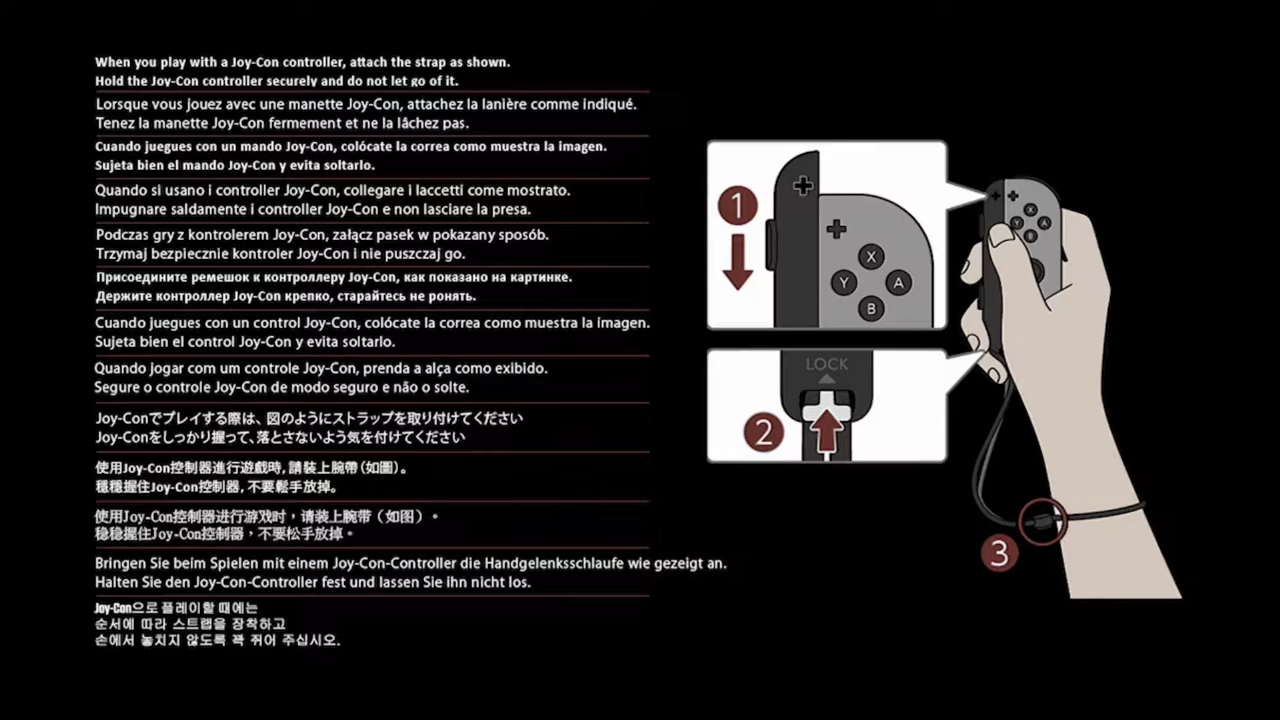 When you play with a Joy-Con controller, attach the strap as shown.
Hold the Joy-Con controller securely and do not let go of it.
Lorsque vous jouez avec une manette Joy-Con, attachez la lanière comme indiqué.
Tenez la manette Joy-Con fermement et ne la lâchez pas.
Cuando juegues con un mando Joy-Con, colócate la correa como muestra la imagen.
Sujeta bien el mando Joy-Con y evita soltarlo.
Quando si usano i controller Joy-Con, collegare i laccetti come mostrato.
Impugnare saldamente i controller Joy-Con e non lasciare la presa.
Podczas gry z kontrolerem Joy-Con, załącz pasek w pokazany sposób.
Trzymaj bezpiecznie kontroler Joy-Con i nie puszczaj go.
Присоедините ремешок к контроллеру Joy-Con, как показано на картинке.
Держите контроллер Joy-Con крепко, старайтесь не ронять.
Cuando juegues con un control Joy-Con, colócate la correa como muestra la imagen.
Sujeta bien el control Joy-Con y evita soltarlo.
Quando jogar com um controle Joy-Con, prenda a alça como exibido.
Segure o controle Joy-Con de modo seguro e não o solte.
Joy-Conでプレイする際は、図のようにストラップを取り付けてください
Joy-Conをしっかり握って、落とさないよう気を付けてください
使用Joy-Con控制器進行遊戲時,請裝上腕帶(如圖)。
穩穩握住Joy-Con控制器,不要鬆手放掉。
使用Joy-Con控制器进行游戏时，请装上腕带（如图）。
稳稳握住Joy-Con控制器，不要松手放掉。
Bringen Sie beim Spielen mit einem Joy-Con-Controller die Handgelenksschlaufe wie gezeigt an.
Halten Sie den Joy-Con-Controller fest und lassen Sie ihn nicht los.
Joy-Con으로 플레이할 때에는
순서에 따라 스트랩을 장착하고
손에서 놓치지 않도록 꽉 쥐어 주십시오.
1
X
Y
A
B
LOCK
2
X
Y
A
B
3